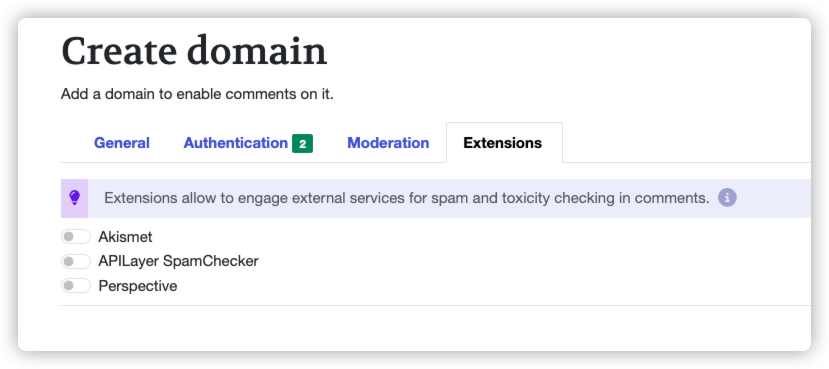 Create domain
Add a domain to enable comments on it.
General Authentication 2 Moderation Extensions
Extensions allow to engage external services for spam and toxicity checking in comments.
Akismet
APILayer SpamChecker
Perspective